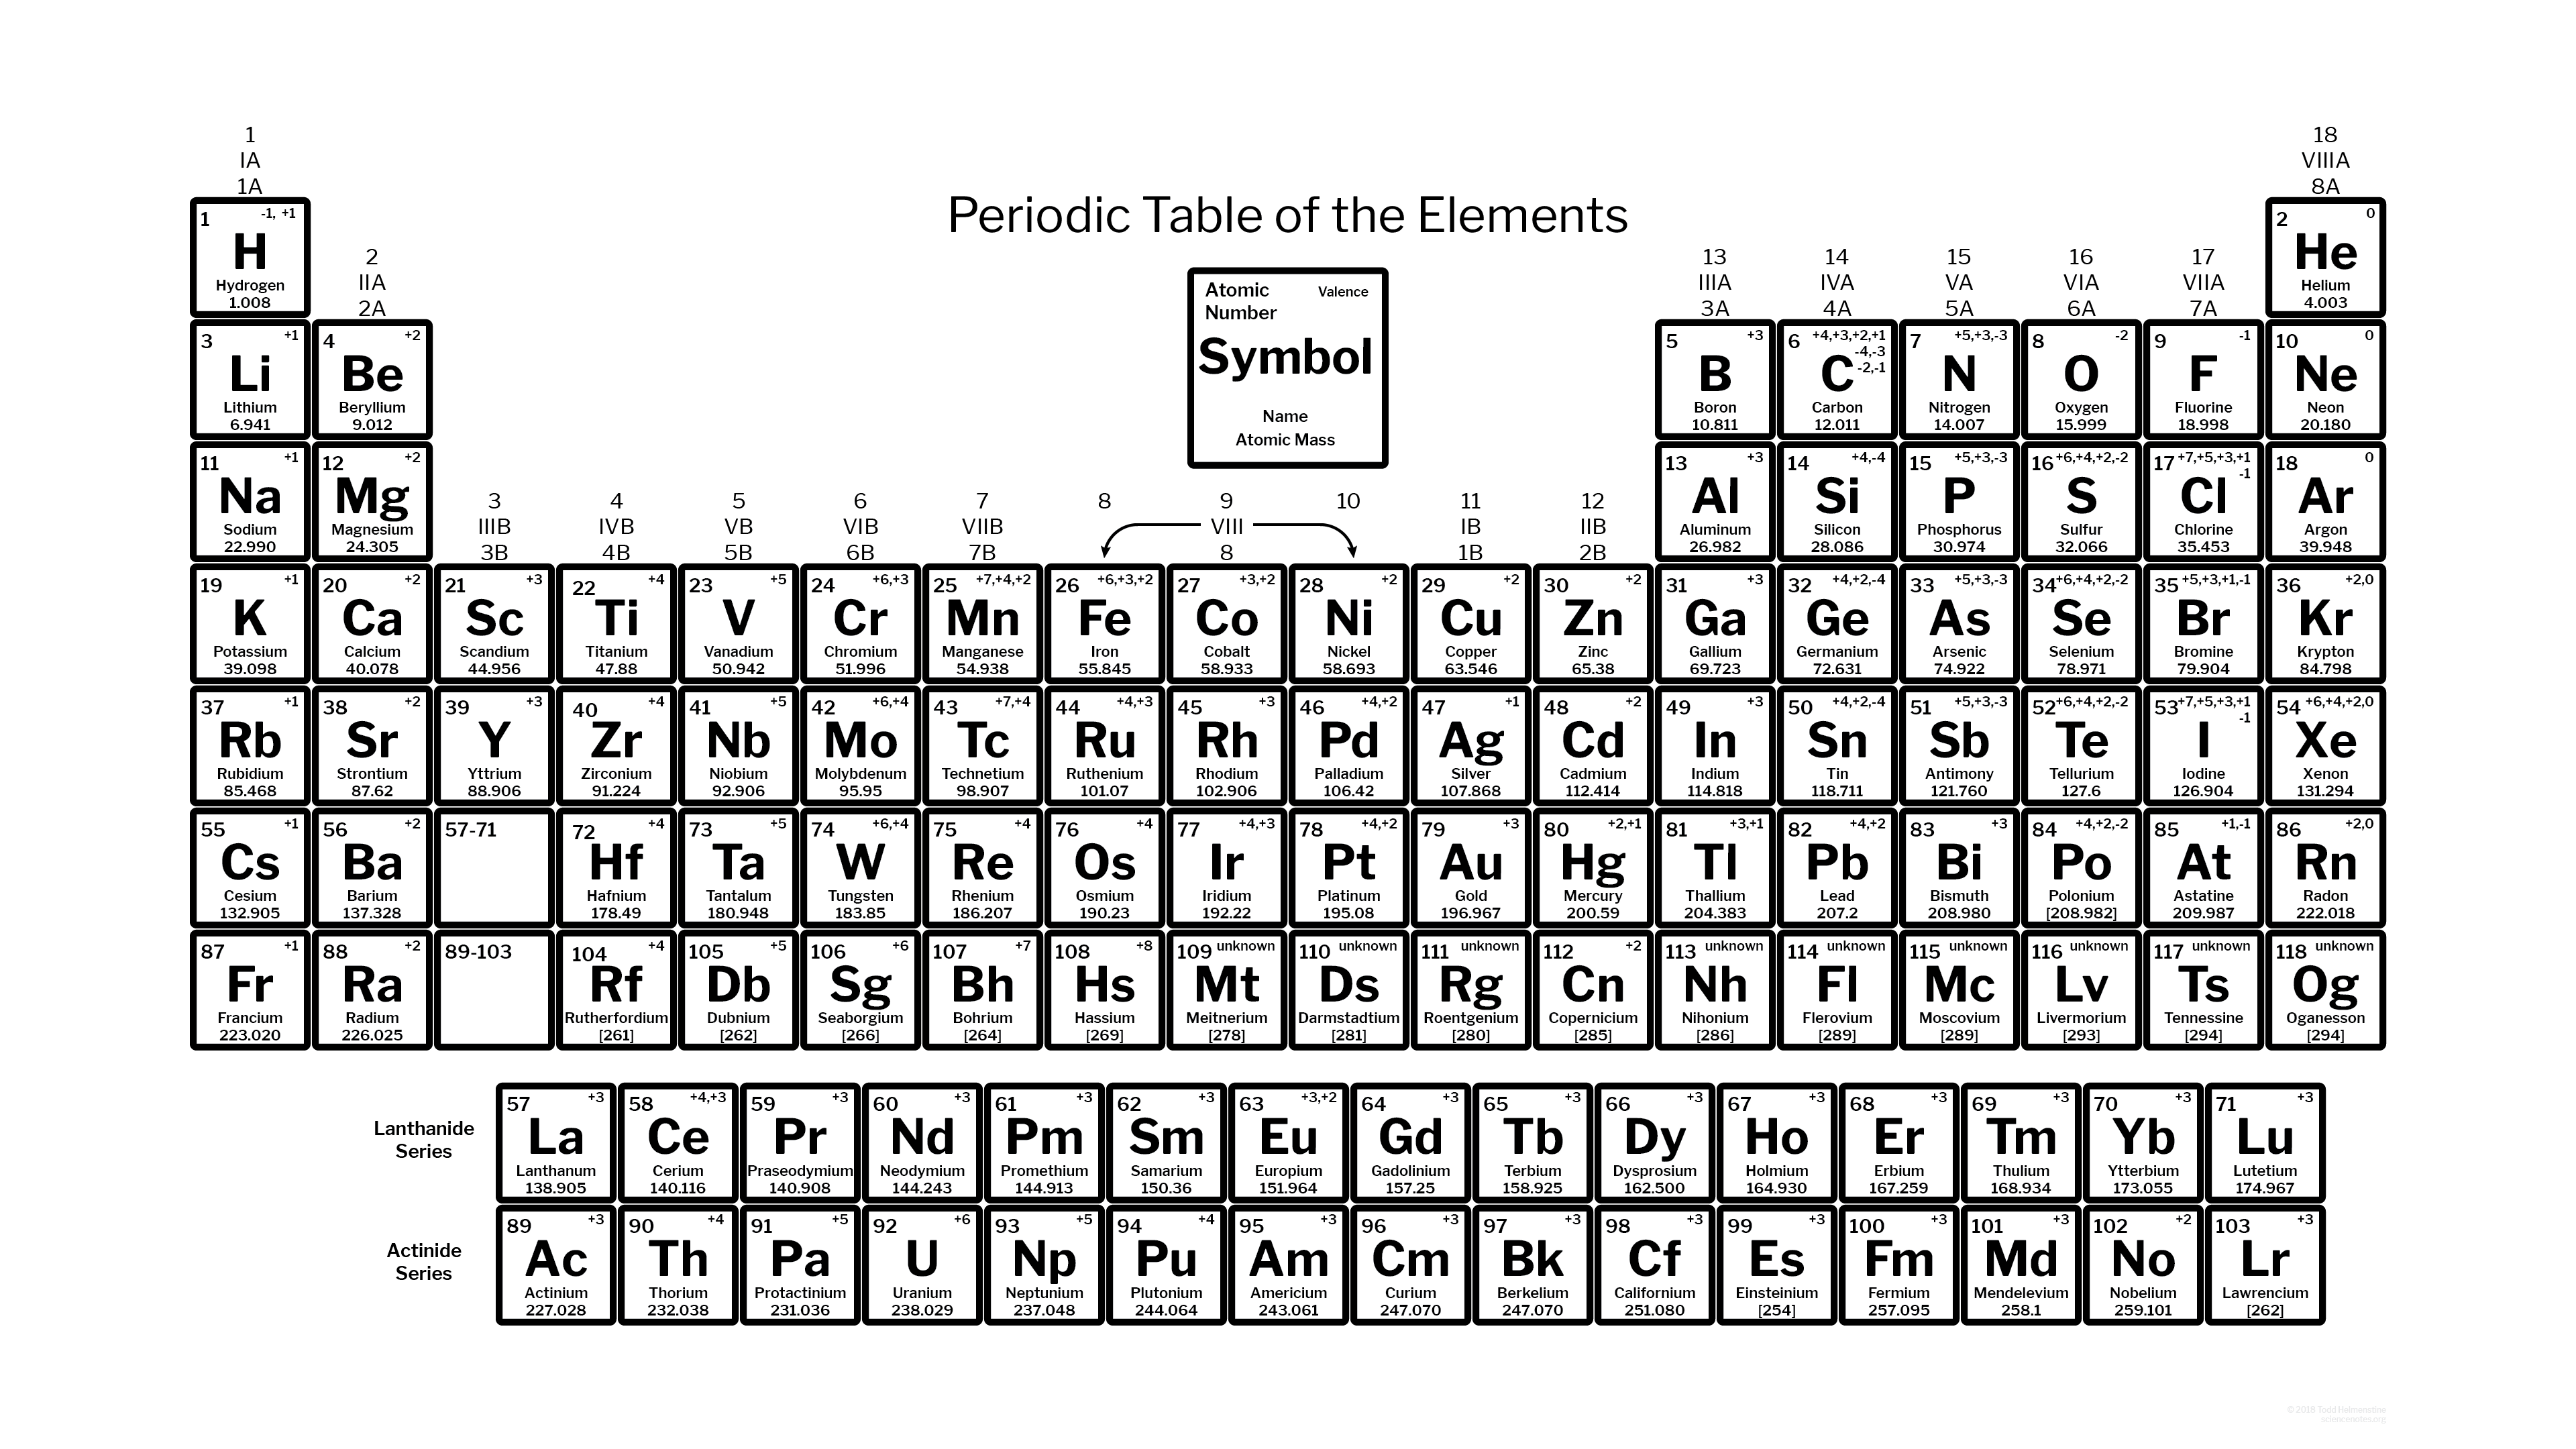 1
IA
1A
18
VIIIA
8A
Periodic Table of the Elements
1 -1, +1
H
Hydrogen
1.008
2 0
He
Helium
4.003
2
IIA
2A
13
IIIA
3A
14
IVA
4A
15
VA
5A
16
VIA
6A
17
VIIA
7A
Atomic
Number
Valence
Symbol
Name
Atomic Mass
3 +1
Li
Lithium
6.941
4 +2
Be
Beryllium
9.012
5 +3
B
Boron
10.811
6 +4,+3,+2,+1
-4,-3
-2,-1
C
Carbon
12.011
7 +5,+3,-3
N
Nitrogen
14.007
8 -2
O
Oxygen
15.999
9 -1
F
Fluorine
18.998
10 0
Ne
Neon
20.180
11 +1
Na
Sodium
22.990
12 +2
Mg
Magnesium
24.305
13 +3
Al
Aluminum
26.982
14 +4,-4
Si
Silicon
28.086
15 +5,+3,-3
P
Phosphorus
30.974
16 +6,+4,+2,-2
S
Sulfur
32.066
17 +7,+5,+3,+1
-1
Cl
Chlorine
35.453
18 0
Ar
Argon
39.948
3
IIIB
3B
4
IVB
4B
5
VB
5B
6
VIB
6B
7
VIIB
7B
8
9
VIII
8
10
11
IB
1B
12
IIB
2B
19 +1
K
Potassium
39.098
20 +2
Ca
Calcium
40.078
21 +3
Sc
Scandium
44.956
22 +4
Ti
Titanium
47.88
23 +5
V
Vanadium
50.942
24 +6,+3
Cr
Chromium
51.996
25 +7,+4,+2
Mn
Manganese
54.938
26 +6,+3,+2
Fe
Iron
55.845
27 +3,+2
Co
Cobalt
58.933
28 +2
Ni
Nickel
58.693
29 +2
Cu
Copper
63.546
30 +2
Zn
Zinc
65.38
31 +3
Ga
Gallium
69.723
32 +4,+2,-4
Ge
Germanium
72.631
33 +5,+3,-3
As
Arsenic
74.922
34 +6,+4,+2,-2
Se
Selenium
78.971
35 +5,+3,+1,-1
Br
Bromine
79.904
36 +2,0
Kr
Krypton
84.798
37 +1
Rb
Rubidium
85.468
38 +2
Sr
Strontium
87.62
39 +3
Y
Yttrium
88.906
40 +4
Zr
Zirconium
91.224
41 +5
Nb
Niobium
92.906
42 +6,+4
Mo
Molybdenum
95.95
43 +7,+4
Tc
Technetium
98.907
44 +4,+3
Ru
Ruthenium
101.07
45 +3
Rh
Rhodium
102.906
46 +4,+2
Pd
Palladium
106.42
47 +1
Ag
Silver
107.868
48 +2
Cd
Cadmium
112.414
49 +3
In
Indium
114.818
50 +4,+2,-4
Sn
Tin
118.711
51 +5,+3,-3
Sb
Antimony
121.760
52 +6,+4,+2,-2
Te
Tellurium
127.6
53 +7,+5,+3,+1
-1
I
Iodine
126.904
54 +6,+4,+2,0
Xe
Xenon
131.294
55 +1
Cs
Cesium
132.905
56 +2
Ba
Barium
137.328
57-71
72 +4
Hf
Hafnium
178.49
73 +5
Ta
Tantalum
180.948
74 +6,+4
W
Tungsten
183.85
75 +4
Re
Rhenium
186.207
76 +4
Os
Osmium
190.23
77 +4,+3
Ir
Iridium
192.22
78 +4,+2
Pt
Platinum
195.08
79 +3
Au
Gold
196.967
80 +2,+1
Hg
Mercury
200.59
81 +3,+1
Tl
Thallium
204.383
82 +4,+2
Pb
Lead
207.2
83 +3
Bi
Bismuth
208.980
84 +4,+2,-2
Po
Polonium
[208.982]
85 +1,-1
At
Astatine
209.987
86 +2,0
Rn
Radon
222.018
87 +1
Fr
Francium
223.020
88 +2
Ra
Radium
226.025
89-103
104 +4
Rf
Rutherfordium
[261]
105 +5
Db
Dubnium
[262]
106 +6
Sg
Seaborgium
[266]
107 +7
Bh
Bohrium
[264]
108 +8
Hs
Hassium
[269]
109 unknown
Mt
Meitnerium
[278]
110 unknown
Ds
Darmstadtium
[281]
111 unknown
Rg
Roentgenium
[280]
112 +2
Cn
Copernicium
[285]
113 unknown
Nh
Nihonium
[286]
114 unknown
Fl
Flerovium
[289]
115 unknown
Mc
Moscovium
[289]
116 unknown
Lv
Livermorium
[293]
117 unknown
Ts
Tennessine
[294]
118 unknown
Og
Oganesson
[294]
Lanthanide
Series
57 +3
La
Lanthanum
138.905
58 +4,+3
Ce
Cerium
140.116
59 +3
Pr
Praseodymium
140.908
60 +3
Nd
Neodymium
144.243
61 +3
Pm
Promethium
144.913
62 +3
Sm
Samarium
150.36
63 +3,+2
Eu
Europium
151.964
64 +3
Gd
Gadolinium
157.25
65 +3
Tb
Terbium
158.925
66 +3
Dy
Dysprosium
162.500
67 +3
Ho
Holmium
164.930
68 +3
Er
Erbium
167.259
69 +3
Tm
Thulium
168.934
70 +3
Yb
Ytterbium
173.055
71 +3
Lu
Lutetium
174.967
Actinide
Series
89 +3
Ac
Actinium
227.028
90 +4
Th
Thorium
232.038
91 +5
Pa
Protactinium
231.036
92 +6
U
Uranium
238.029
93 +5
Np
Neptunium
237.048
94 +4
Pu
Plutonium
244.064
95 +3
Am
Americium
243.061
96 +3
Cm
Curium
247.070
97 +3
Bk
Berkelium
247.070
98 +3
Cf
Californium
251.080
99 +3
Es
Einsteinium
[254]
100 +3
Fm
Fermium
257.095
101 +3
Md
Mendelevium
258.1
102 +2
No
Nobelium
259.101
103 +3
Lr
Lawrencium
[262]
© 2018 Todd Helmenstine
sciencenotes.org